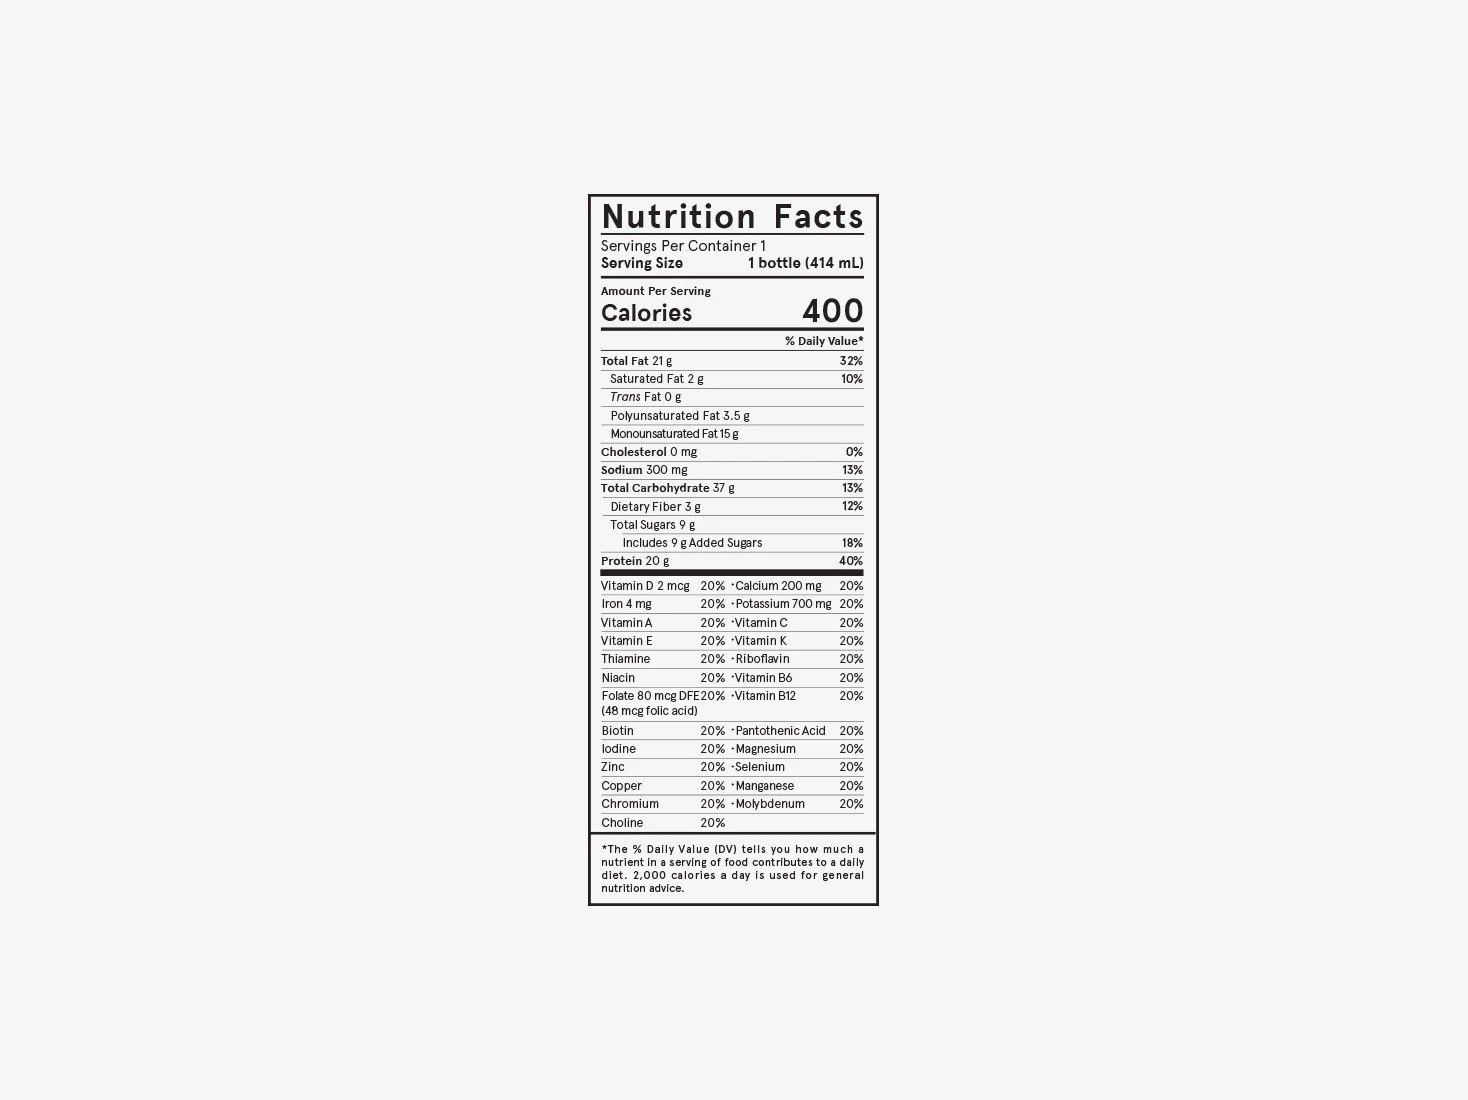 Nutrition Facts
Servings Per Container 1
Serving Size 1 bottle (414 mL)
Amount Per Serving
Calories 400
% Daily Value*
Total Fat 21 g 32%
Saturated Fat 2 g 10%
Trans Fat 0 g
Polyunsaturated Fat 3.5 g
Monounsaturated Fat 15 g
Cholesterol 0 mg 0%
Sodium 300 mg 13%
Total Carbohydrate 37 g 13%
Dietary Fiber 3 g 12%
Total Sugars 9 g
Includes 9 g Added Sugars 18%
Protein 20 g 40%
Vitamin D 2 mcg 20% ·Calcium 200 mg 20%
Iron 4 mg 20% ·Potassium 700 mg 20%
Vitamin A 20% ·Vitamin C 20%
Vitamin E 20% ·Vitamin K 20%
Thiamine 20% ·Riboflavin 20%
Niacin 20% ·Vitamin B6 20%
Folate 80 mcg DFE 20% ·Vitamin B12 20%
(48 mcg folic acid)
Biotin 20% ·Pantothenic Acid 20%
Iodine 20% ·Magnesium 20%
Zinc 20% ·Selenium 20%
Copper 20% ·Manganese 20%
Chromium 20% ·Molybdenum 20%
Choline 20%
*The % Daily Value (DV) tells you how much a
nutrient in a serving of food contributes to a daily
diet. 2,000 calories a day is used for general
nutrition advice.